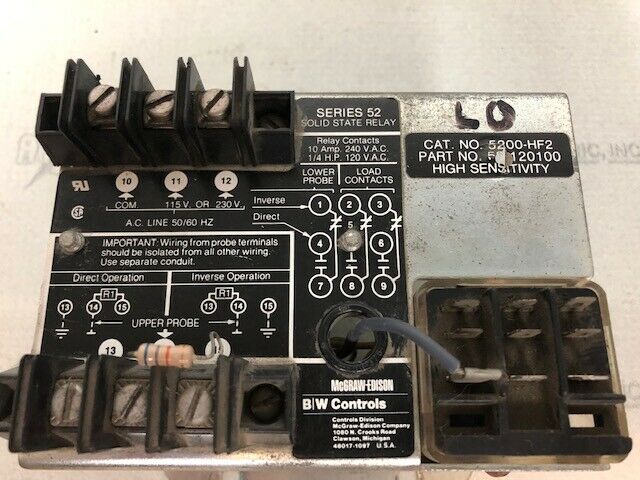 SERIES 52
SOLID STATE RELAY
Relay Contacts
10 Amp. 240 V.A.C.
1/4 H.P. 120 V.A.C.
LO
CAT. NO. 5200-HF2
PART NO. 120100
HIGH SENSITIVITY
LOWER PROBE
LOAD CONTACTS
10 11 12
COM. 115 V. OR 230 V.
A.C. LINE 50/60 HZ
Inverse
Direct
1 2 3
4 5 6
7 8 9
IMPORTANT: Wiring from probe terminals
should be isolated from all other wiring.
Use separate conduit.
Direct Operation
Inverse Operation
R1 R1
13 14 15 13 14 15
UPPER PROBE
13
McGRAW-EDISON
B/W Controls
Controls Division
McGraw-Edison Company
1080 N. Crooks Road
Clawson, Michigan
48017-1097 U.S.A.